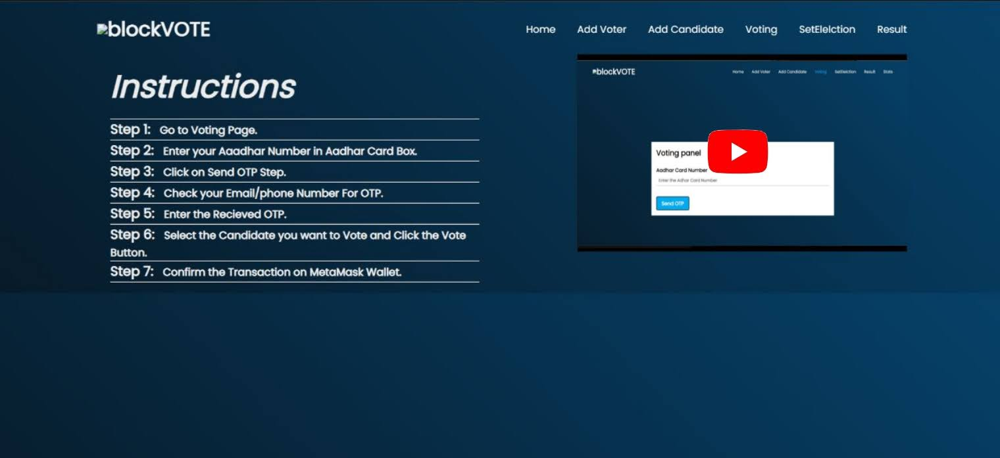 blockVOTE
Home Add Voter Add Candidate Voting SetElelction Result
Instructions
Step 1: Go to Voting Page.
Step 2: Enter your Aaadhar Number in Aadhar Card Box.
Step 3: Click on Send OTP Step.
Step 4: Check your Email/phone Number For OTP.
Step 5: Enter the Recieved OTP.
Step 6: Select the Candidate you want to Vote and Click the Vote
Button.
Step 7: Confirm the Transaction on MetaMask Wallet.
blockVOTE
Home Add Voter Add Candidate Voting SetElelction Result Stats
Voting panel
Aadhar Card Number
Enter the Adhar Card Number
Send OTP